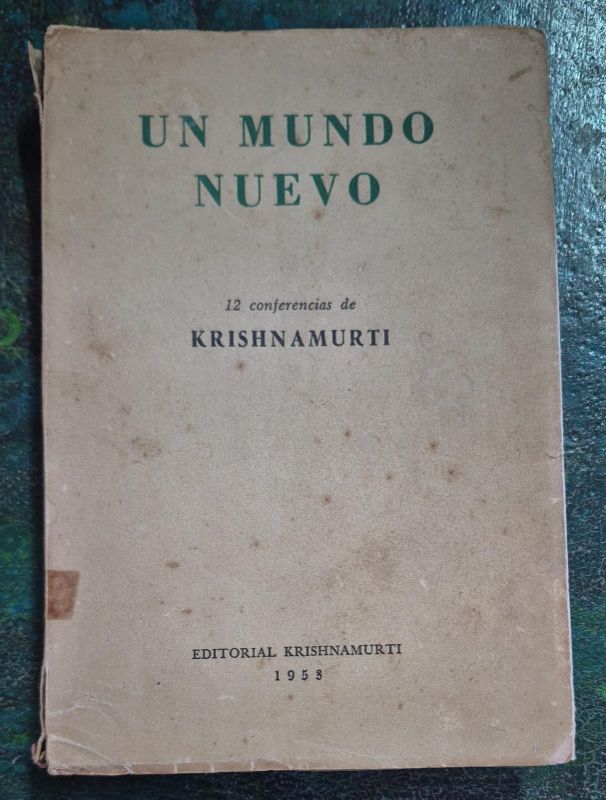 UN MUNDO
NUEVO
12 conferencias de
KRISHNAMURTI
EDITORIAL KRISHNAMURTI
1953